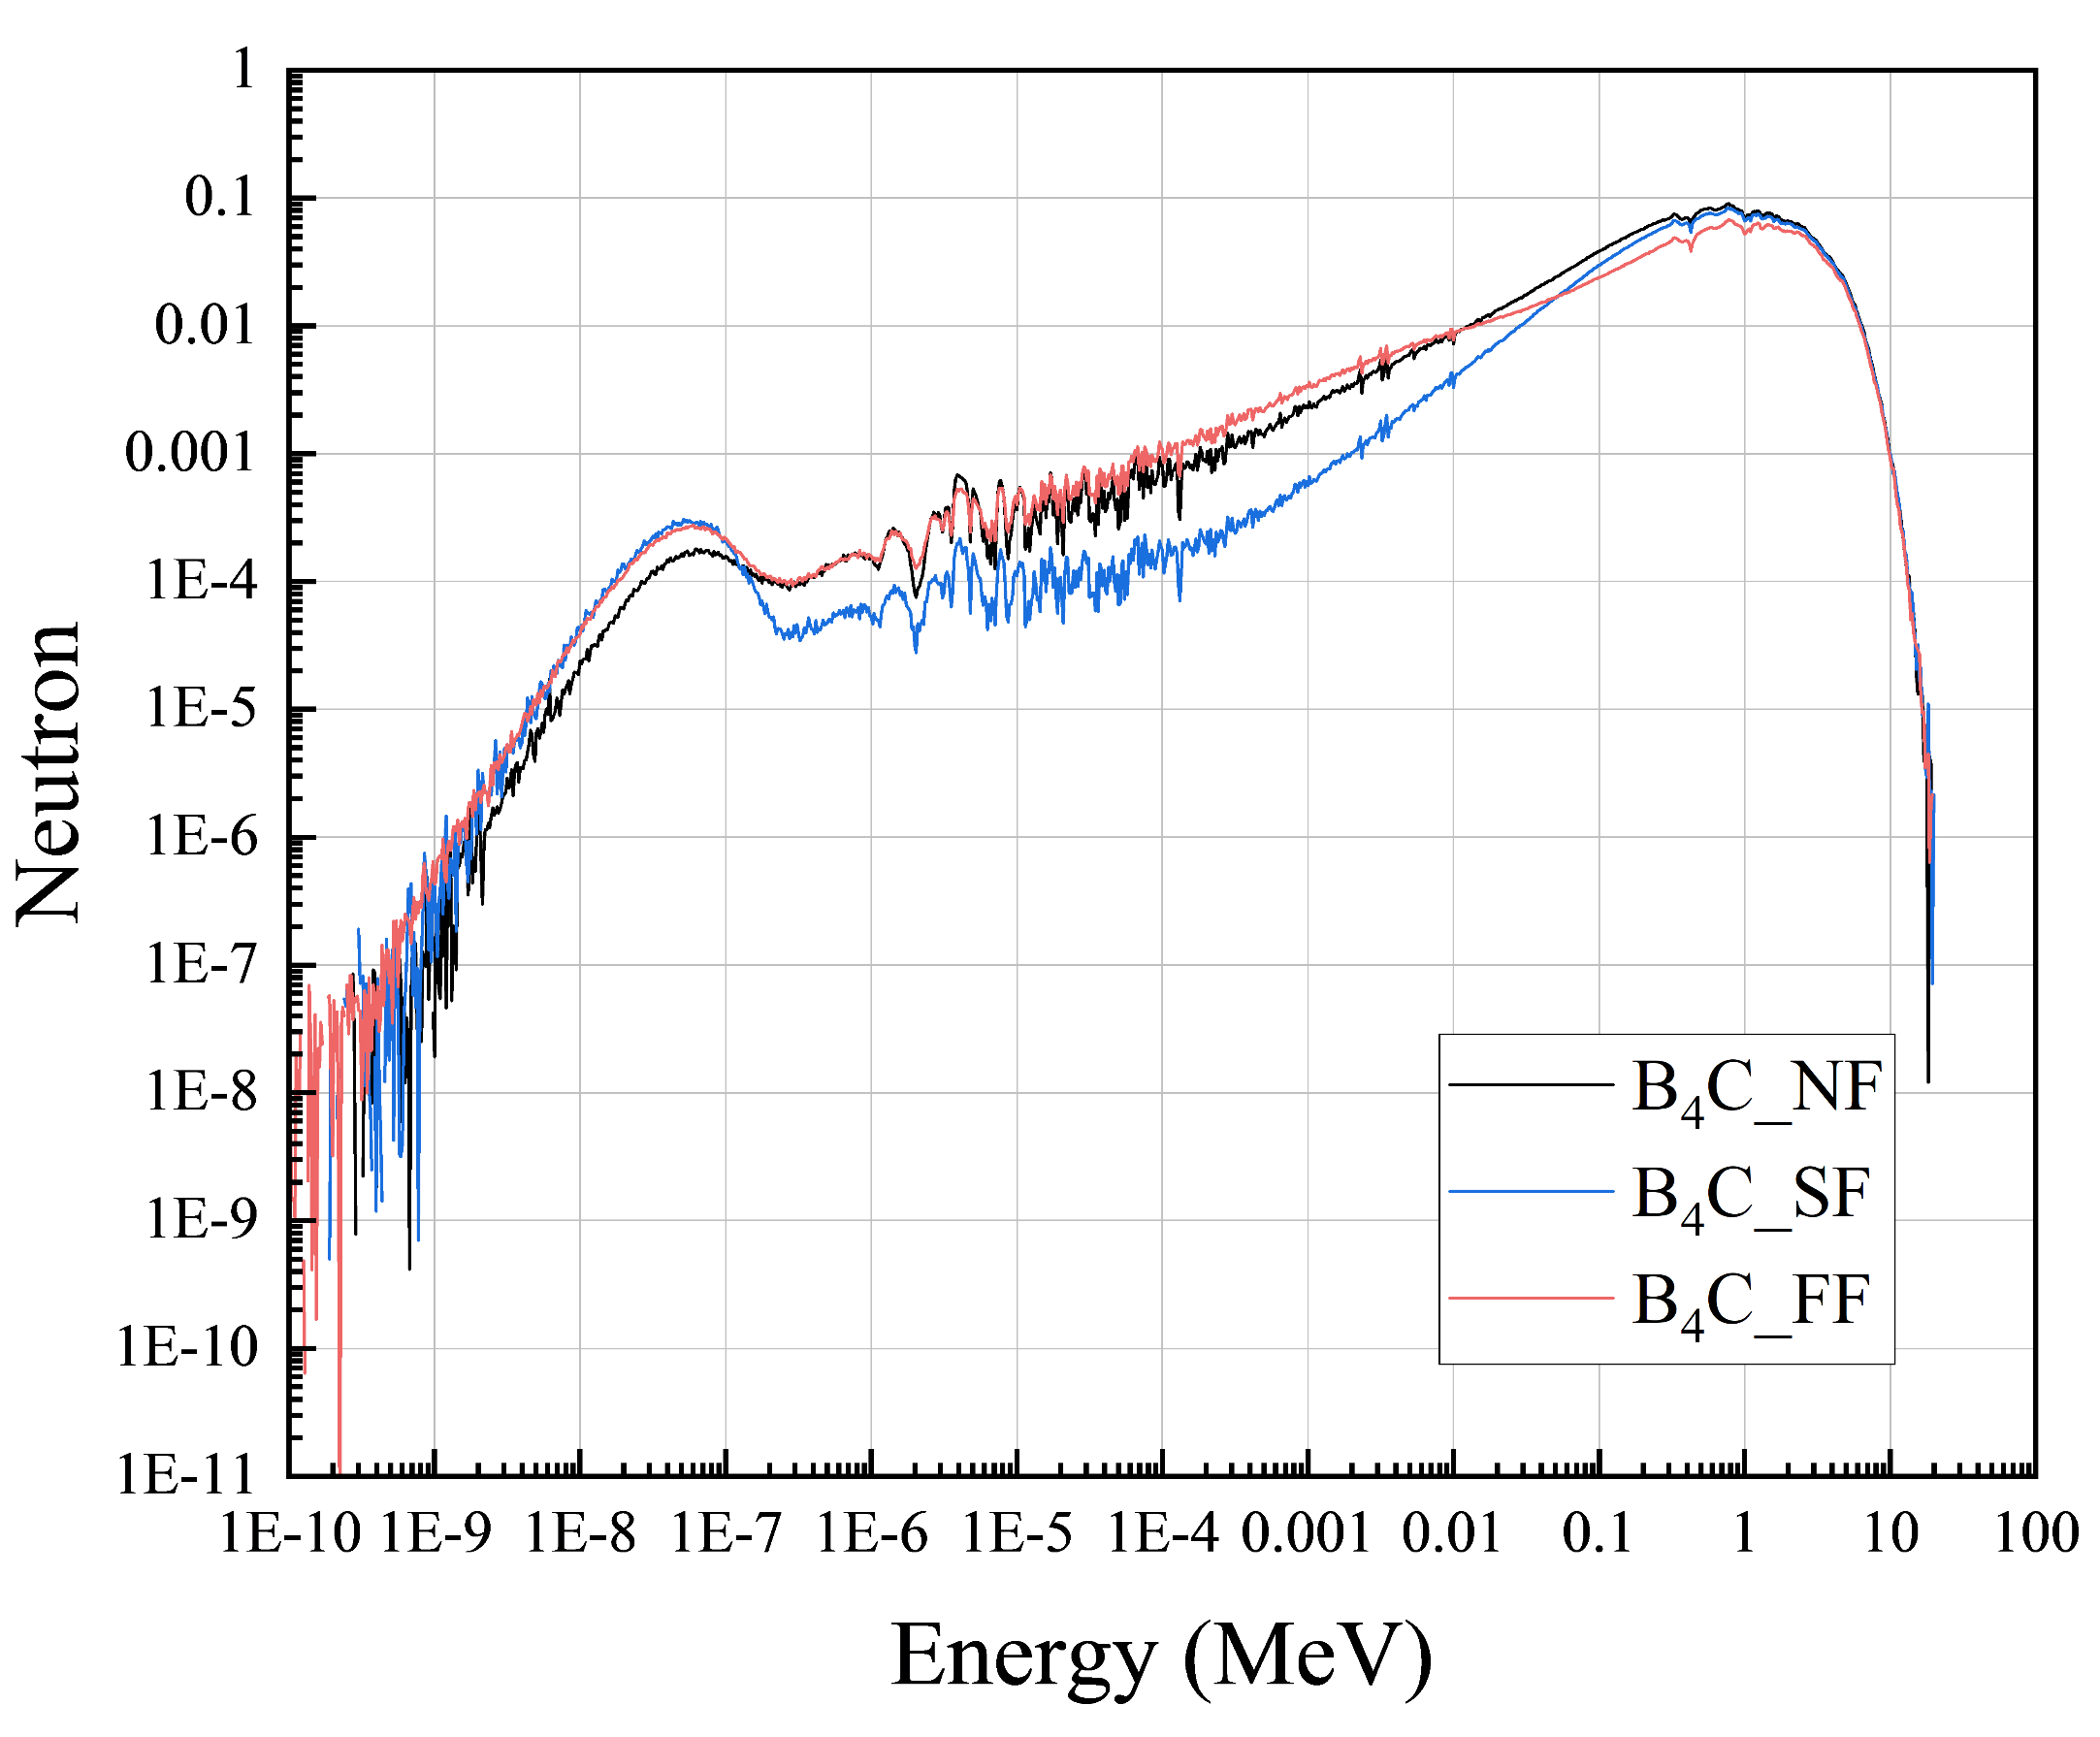 1
0.1
0.01
0.001
1E-4
1E-5
1E-6
1E-7
1E-8
1E-9
1E-10
1E-11
Neutron
B₄C_NF
B₄C_SF
B₄C_FF
1E-10 1E-9 1E-8 1E-7 1E-6 1E-5 1E-4 0.001 0.01 0.1 1 10 100
Energy (MeV)